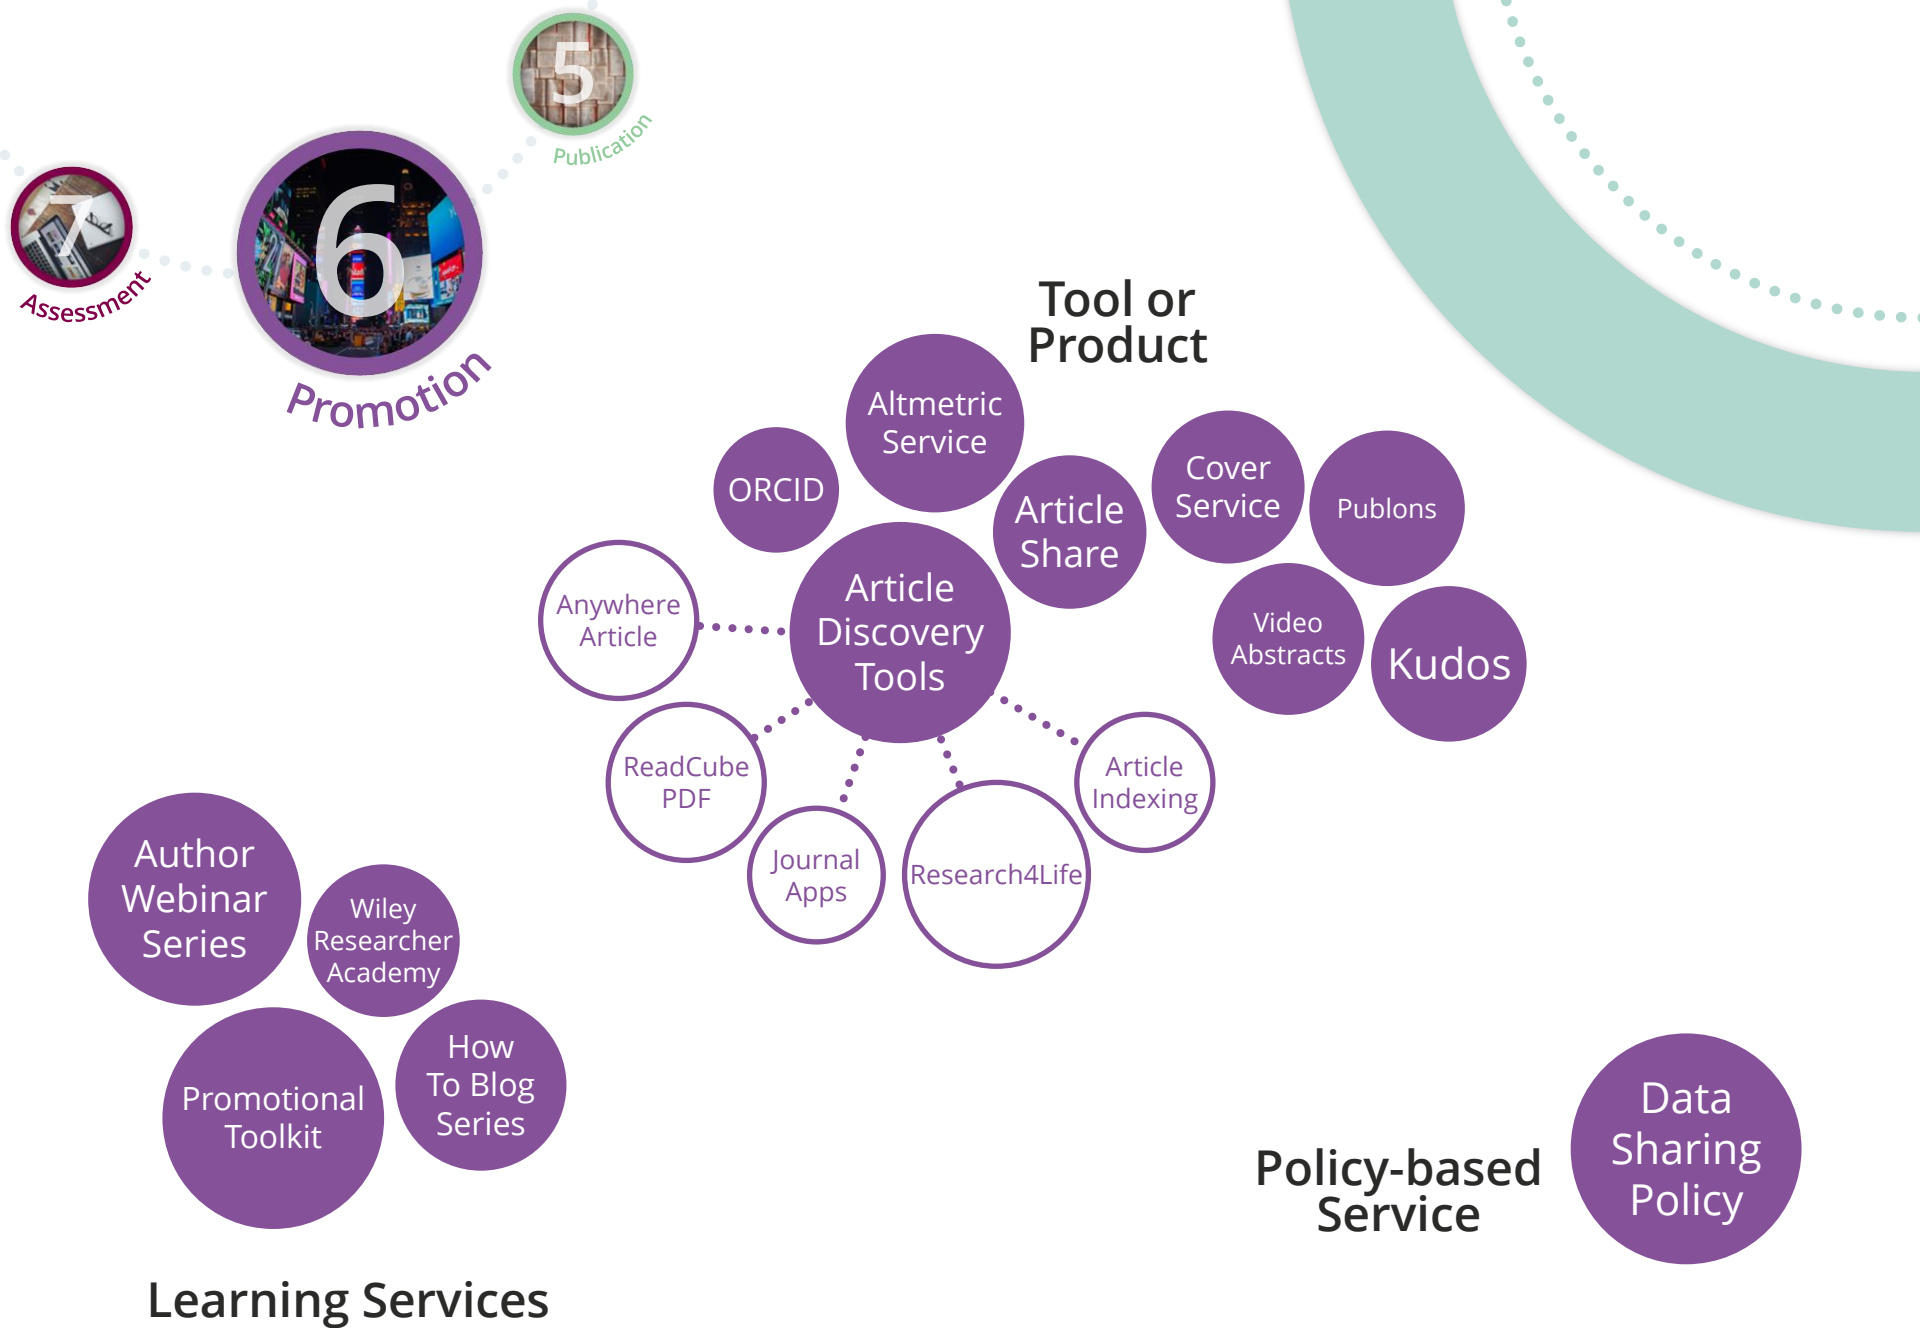 5
Publication
7
Assessment
6
Promotion
Tool or
Product
Altmetric
Service
ORCID
Article
Share
Cover
Service
Publons
Article
Discovery
Tools
Anywhere
Article
Video
Abstracts
Kudos
ReadCube
PDF
Journal
Apps
Research4Life
Article
Indexing
Author
Webinar
Series
Wiley
Researcher
Academy
Promotional
Toolkit
How
To Blog
Series
Learning Services
Policy-based
Service
Data
Sharing
Policy